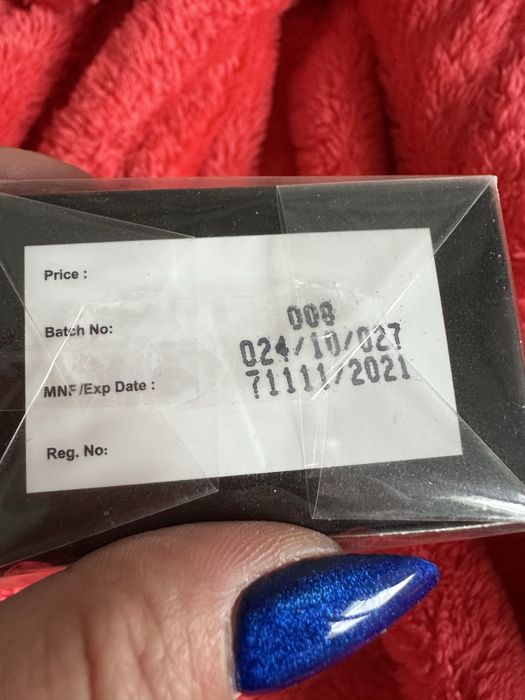 Price :
Batch No: 008
024/10/027
MNF/Exp Date : 71111/2021
Reg. No: